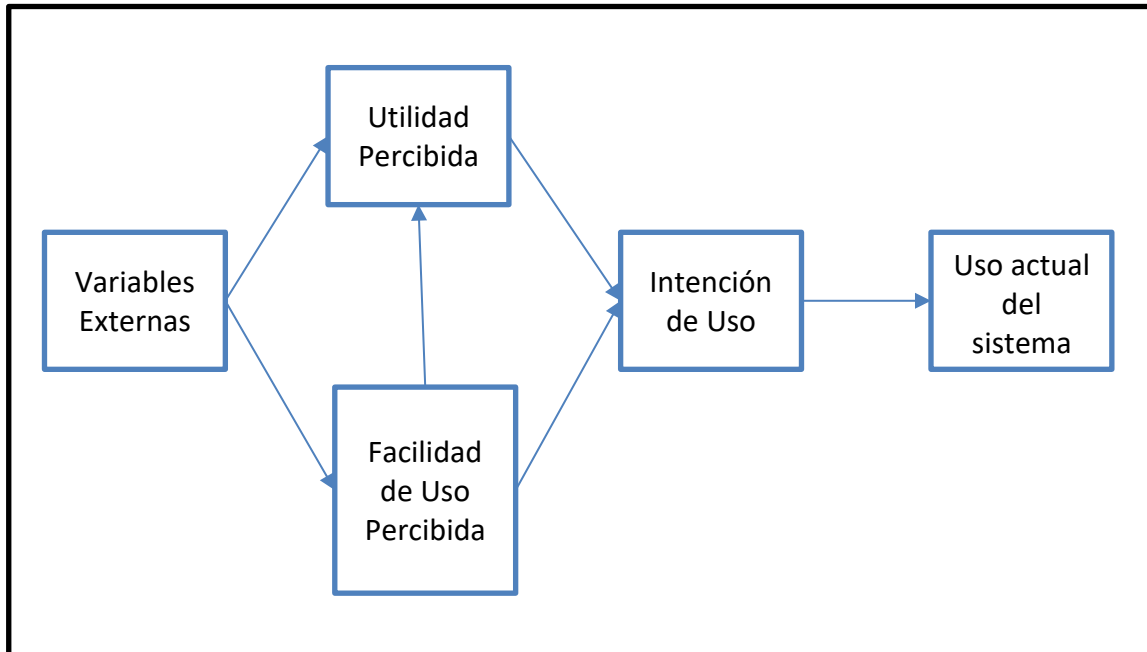 Utilidad
Percibida
Variables
Externas
Intención
de Uso
Uso actual
del
sistema
Facilidad
de Uso
Percibida